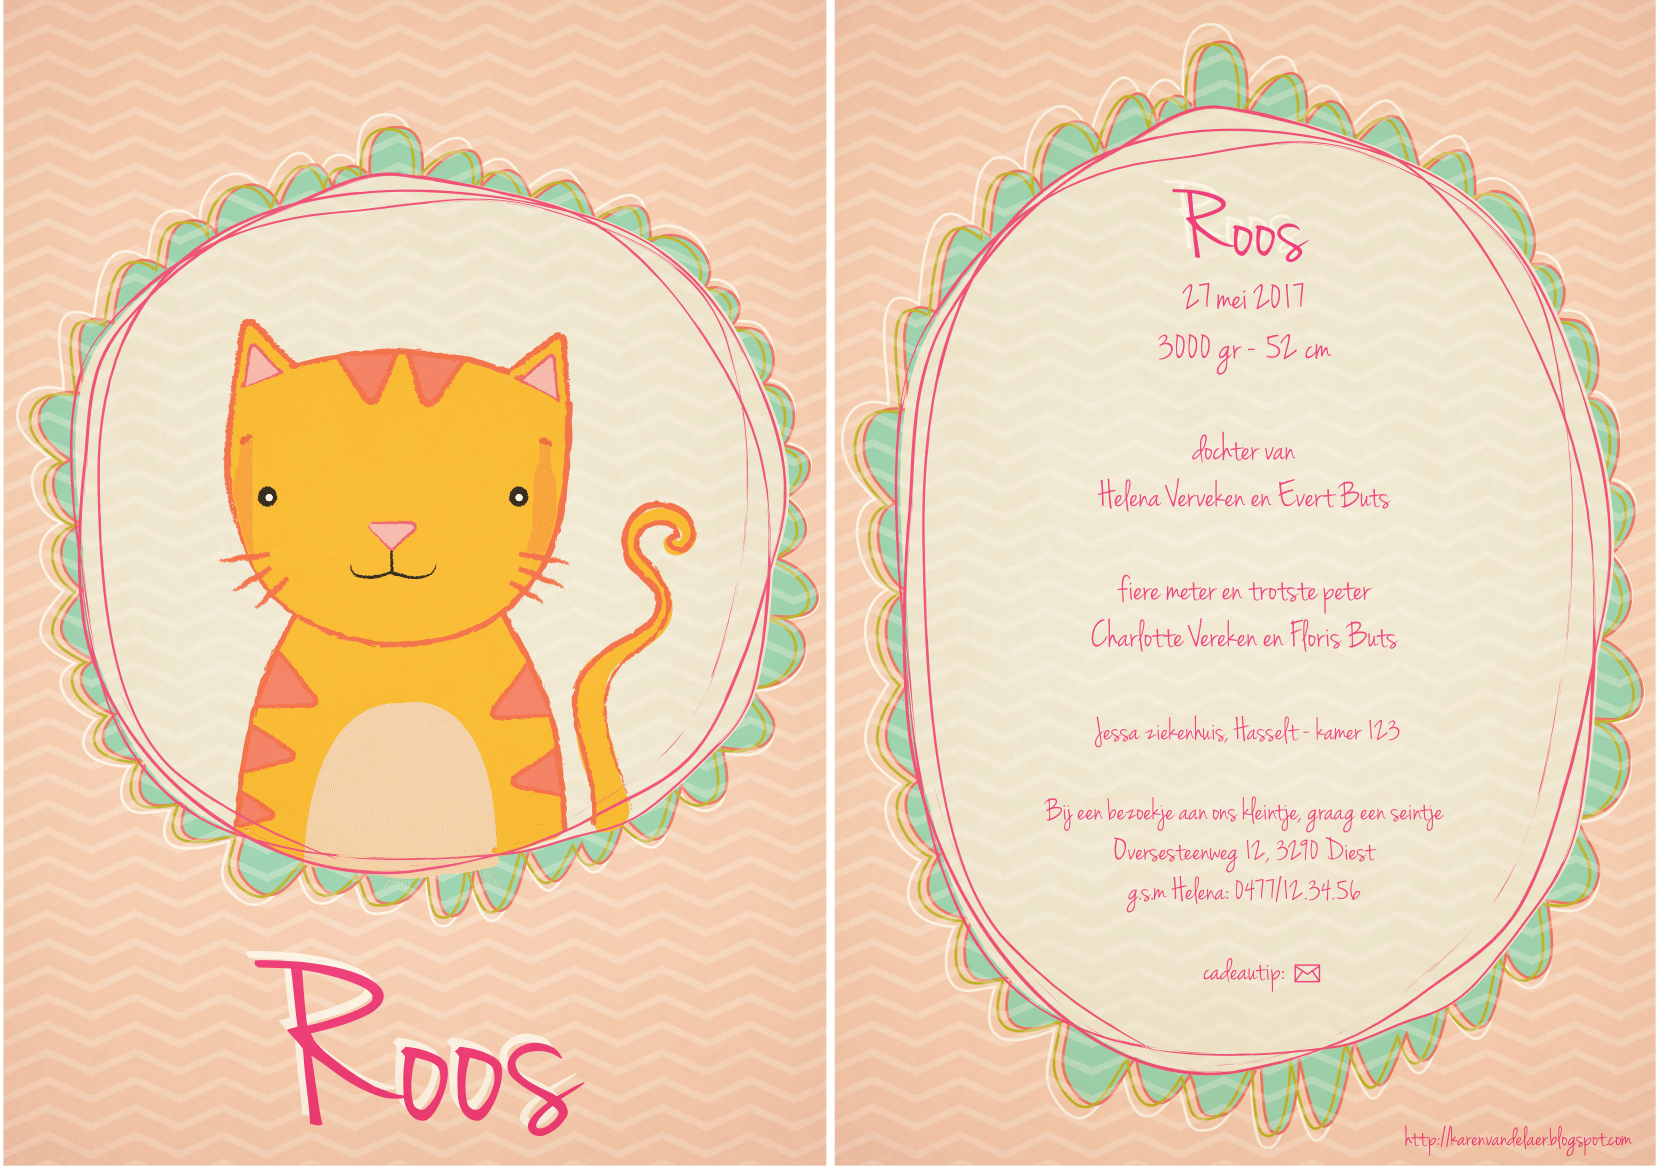 Roos
Roos
27 mei 2017
3000 gr - 52 cm
dochter van
Helena Verveken en Evert Buts
fiere meter en trotste peter
Charlotte Vereken en Floris Buts
Jessa ziekenhuis, Hasselt - kamer 123
Bij een bezoekje aan ons kleintje, graag een seintje
Oversesteenweg 12, 3290 Diest
g.s.m Helena: 0477/12.34.56
cadeautip:
http://karenvandelaer.blogspot.com